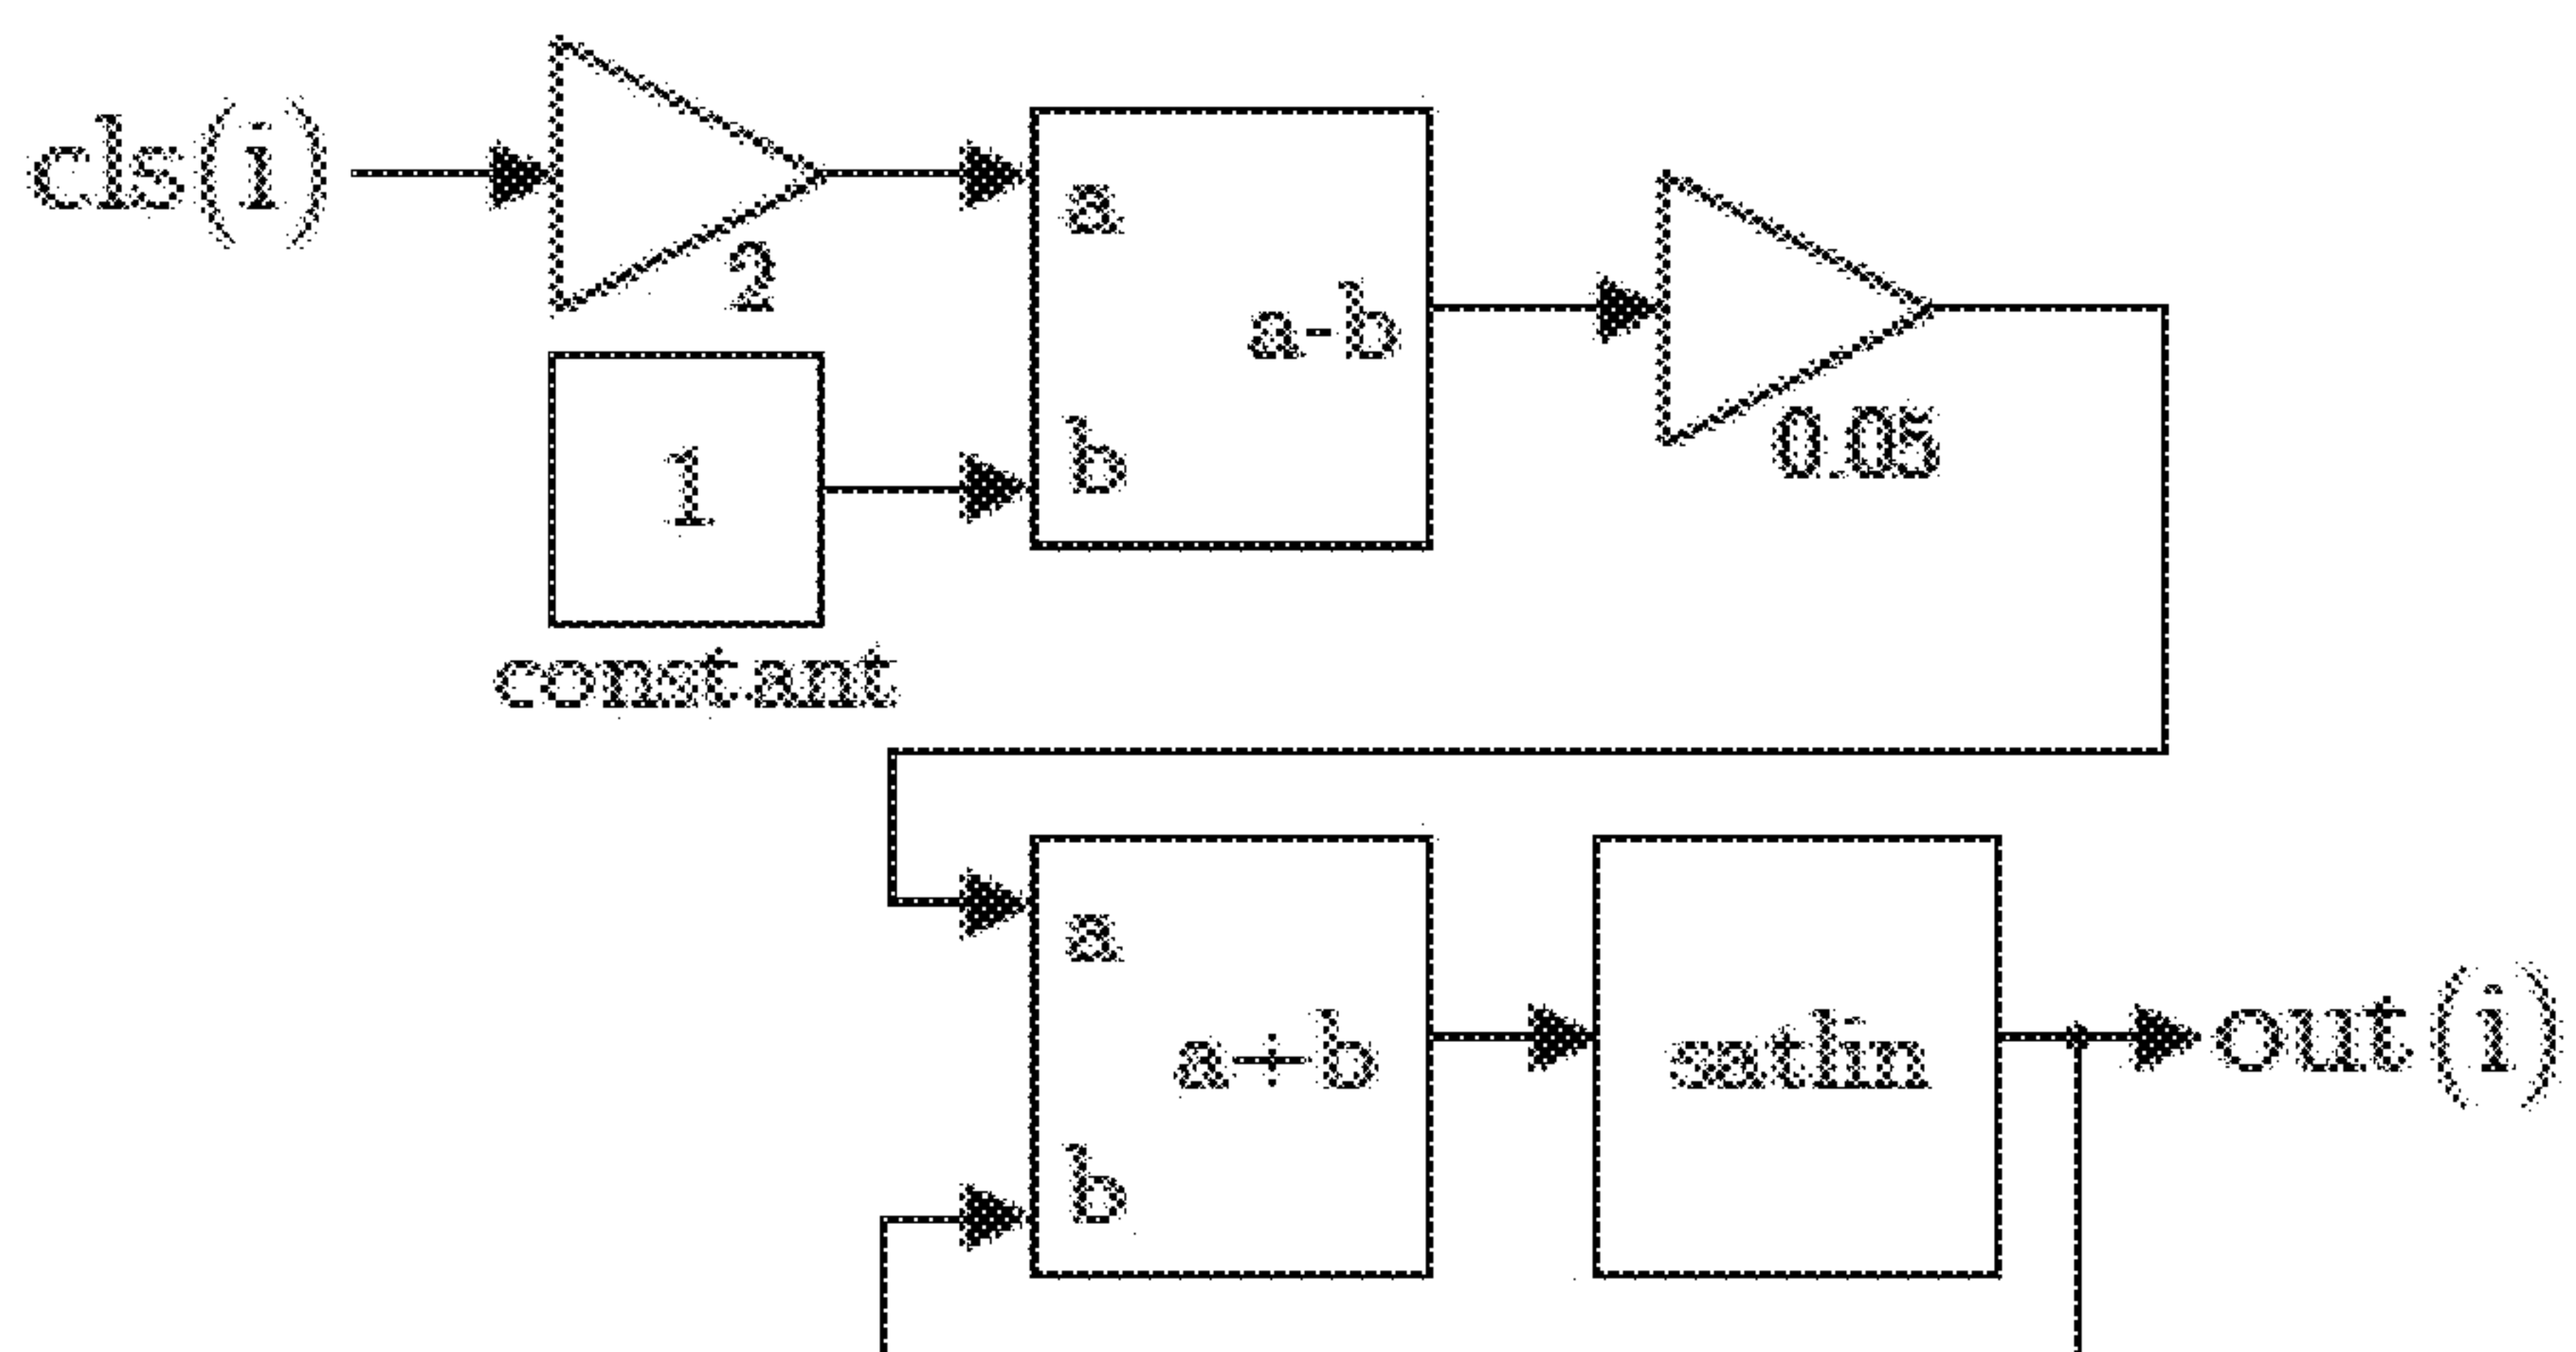 cls(i)
2
a
a-b
b
1
constant
0.05
a
a+b
b
satlin
out(i)